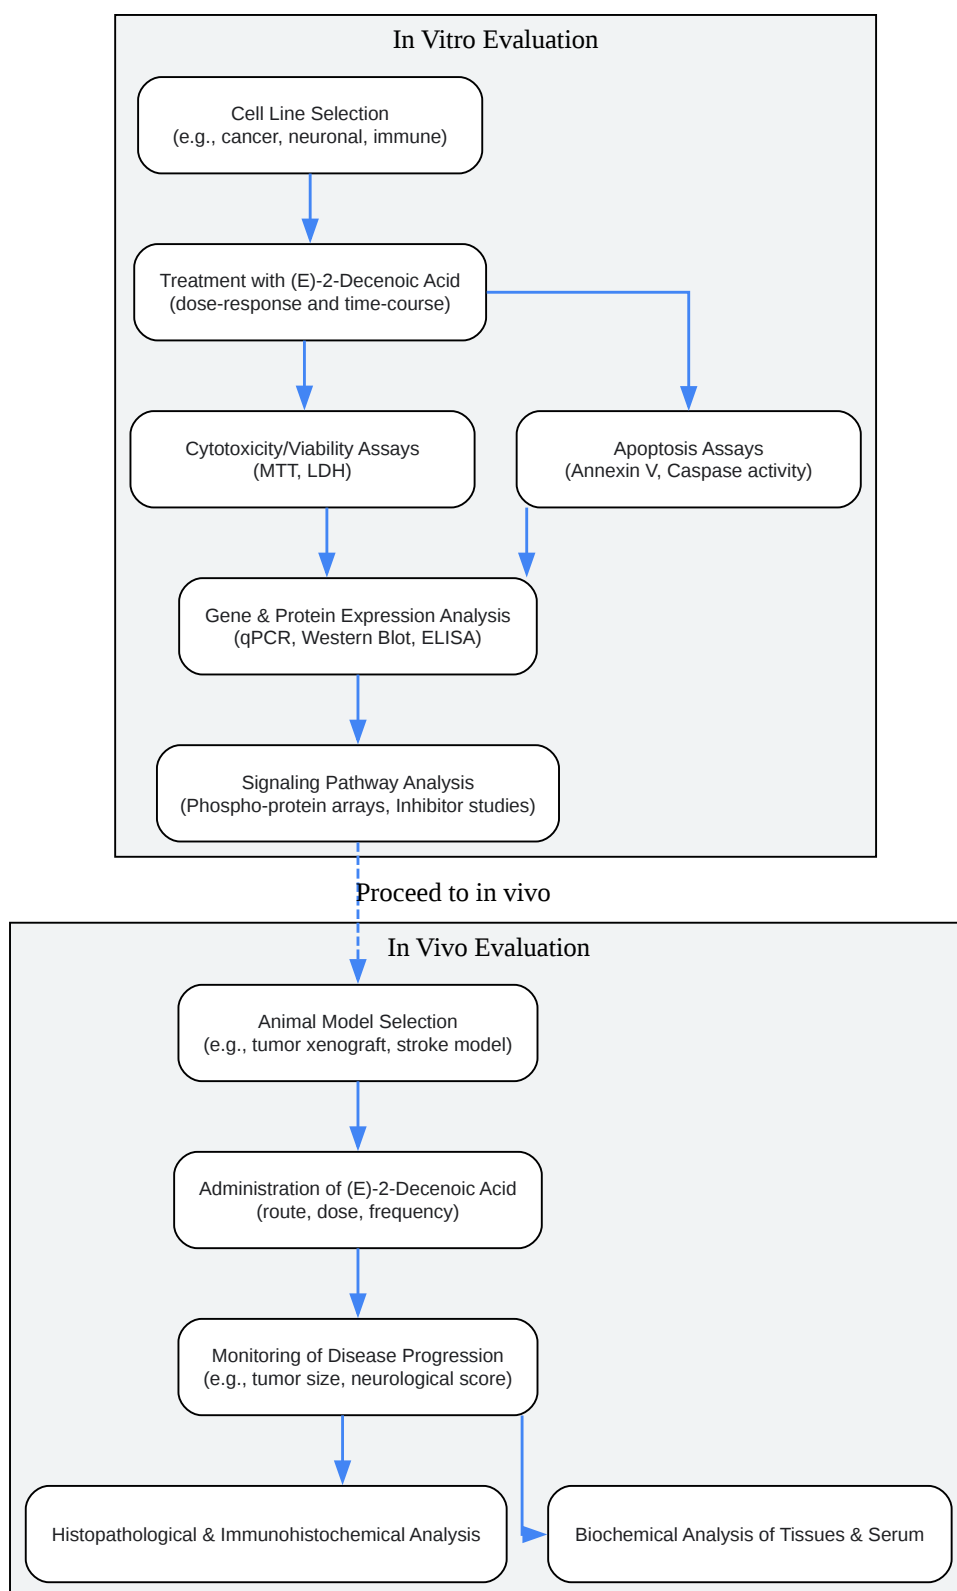 In Vitro Evaluation
Cell Line Selection
(e.g., cancer, neuronal, immune)
Treatment with (E)-2-Decenoic Acid
(dose-response and time-course)
Cytotoxicity/Viability Assays
(MTT, LDH)
Apoptosis Assays
(Annexin V, Caspase activity)
Gene & Protein Expression Analysis
(qPCR, Western Blot, ELISA)
Signaling Pathway Analysis
(Phospho-protein arrays, Inhibitor studies)
Proceed to in vivo
In Vivo Evaluation
Animal Model Selection
(e.g., tumor xenograft, stroke model)
Administration of (E)-2-Decenoic Acid
(route, dose, frequency)
Monitoring of Disease Progression
(e.g., tumor size, neurological score)
Histopathological & Immunohistochemical Analysis
Biochemical Analysis of Tissues & Serum